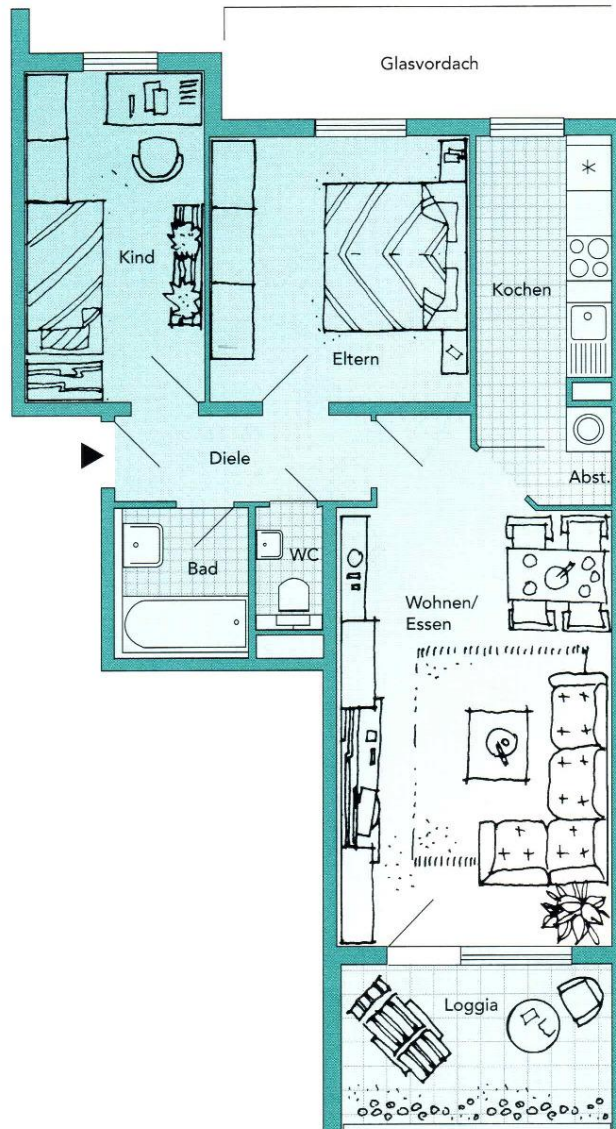 Glasvordach
Kind
Kochen
Eltern
Diele
Abst.
Bad
WC
Wohnen/
Essen
Loggia